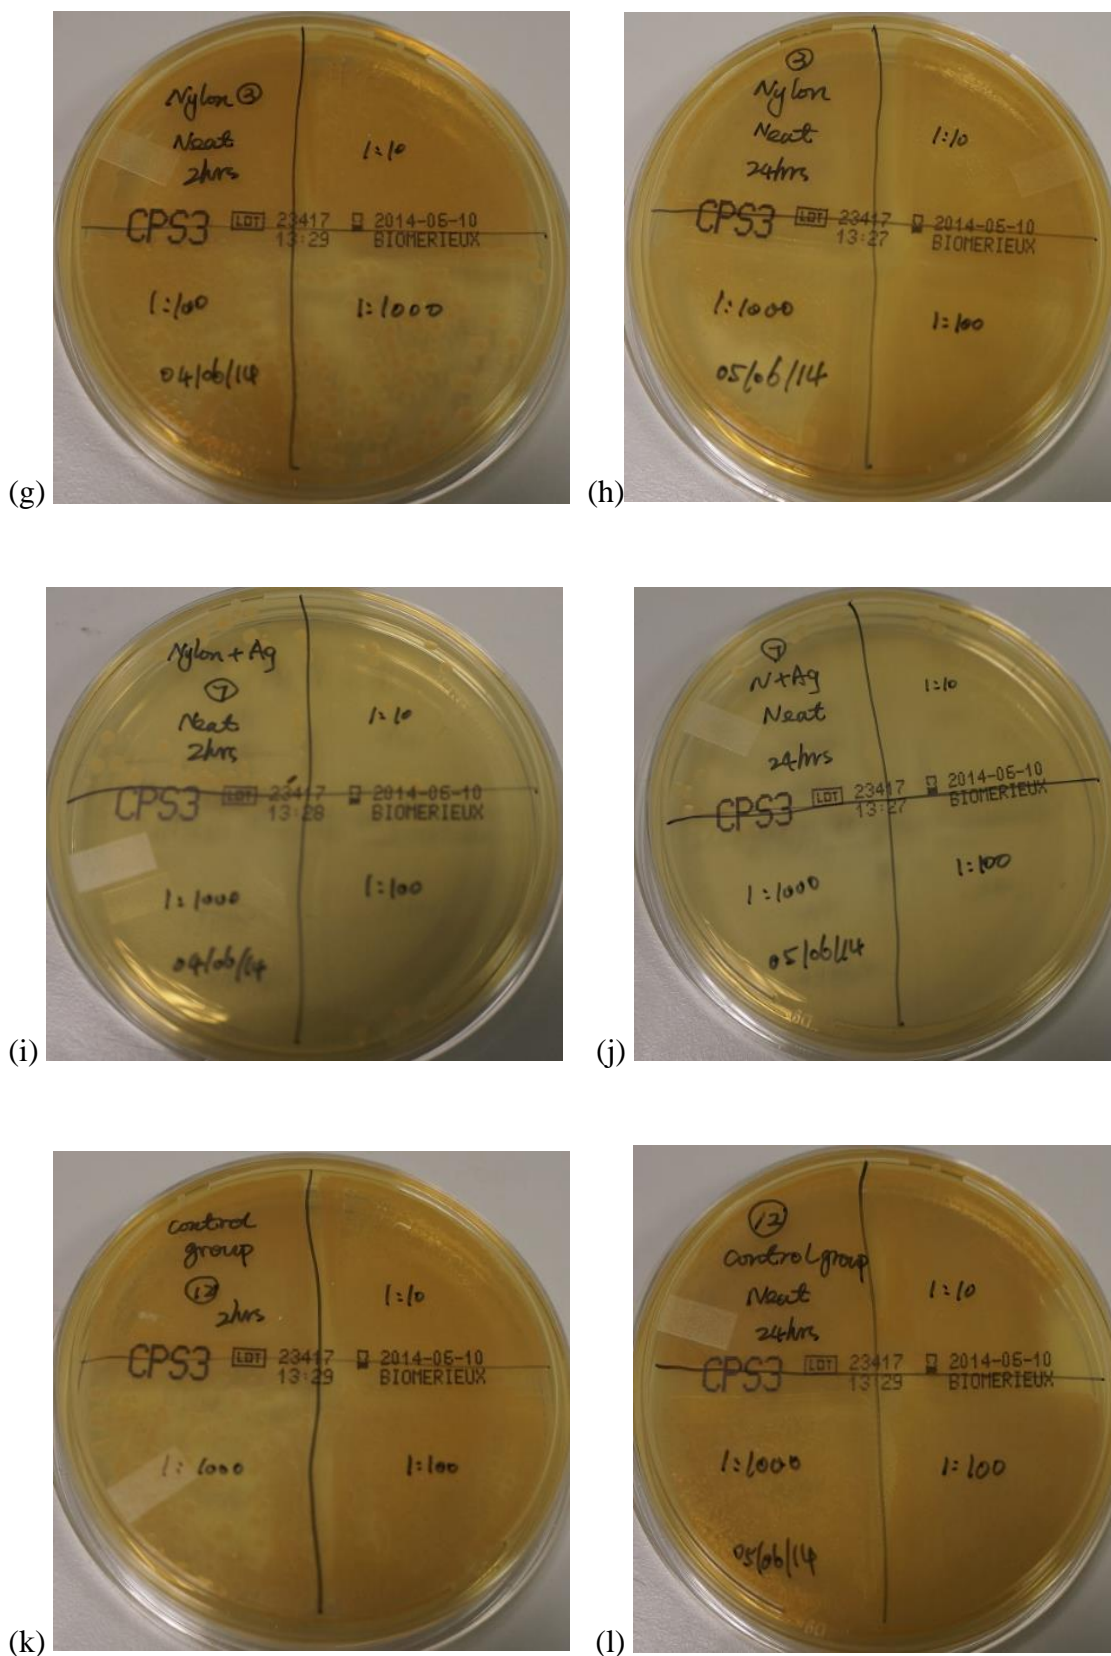 Nylon ③
Neat
2hrs
1:10
CPS3 LOT 23417 2014-06-10
13:29 BIOMERIEUX
1:100
1:1000
04/06/14
(g)
③
Nylon
Neat
24hrs
1:10
CPS3 LOT 23417 2014-06-10
13:27 BIOMERIEUX
1:1000
1:100
05/06/14
(h)
Nylon + Ag
⑦
Neat
2hrs
1:10
CPS3 LOT 23417 2014-06-10
13:28 BIOMERIEUX
1:1000
1:100
04/06/14
(i)
⑦
N+Ag
Neat
24hrs
1:10
CPS3 LOT 23417 2014-06-10
13:27 BIOMERIEUX
1:1000
1:100
05/06/14
(j)
control
group
⑫
2hrs
1:10
CPS3 LOT 23417 2014-06-10
13:29 BIOMERIEUX
1:1000
1:100
(k)
⑫
control group
Neat
24hrs
1:10
CPS3 LOT 23417 2014-06-10
13:29 BIOMERIEUX
1:1000
1:100
05/06/14
(l)